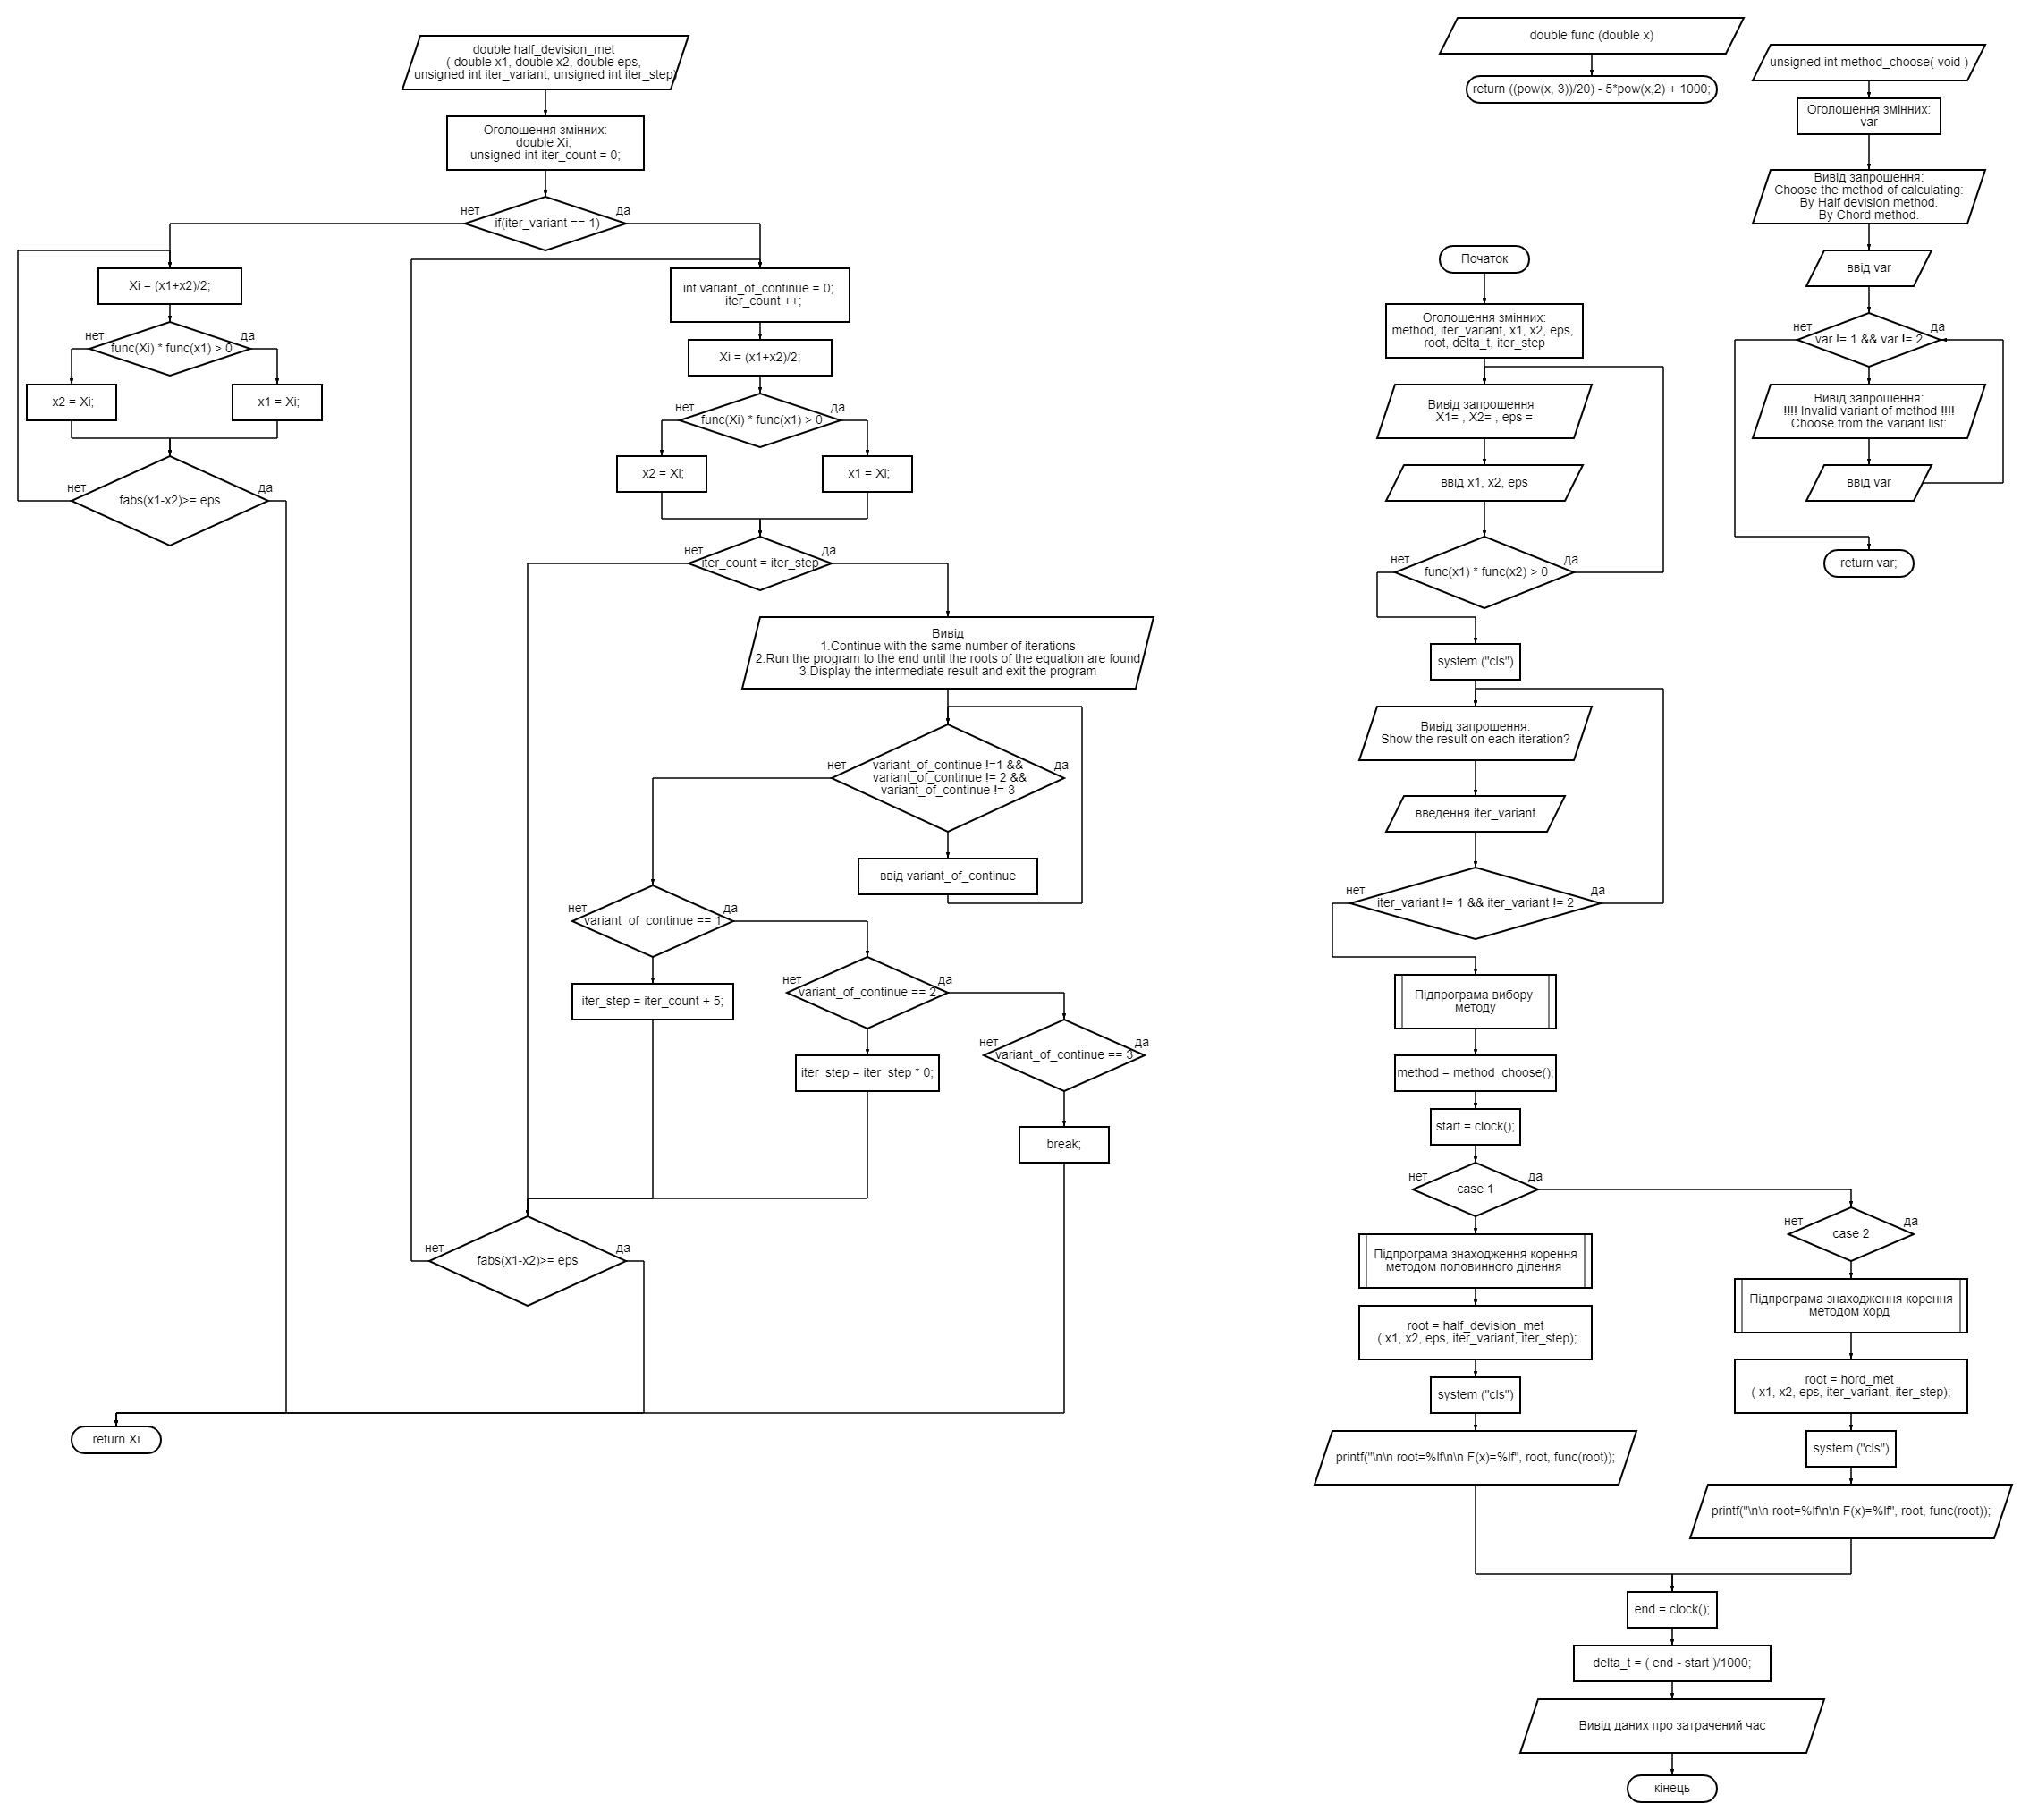 double half_devision_met
( double x1, double x2, double eps,
unsigned int iter_variant, unsigned int iter_step)
Оголошення змінних:
double Xi;
unsigned int iter_count = 0;
нет
да
if(iter_variant == 1)
Xi = (x1+x2)/2;
нет
да
func(Xi) * func(x1) > 0
x2 = Xi;
x1 = Xi;
нет
да
fabs(x1-x2)>= eps
int variant_of_continue = 0;
iter_count ++;
Xi = (x1+x2)/2;
нет
да
func(Xi) * func(x1) > 0
x2 = Xi;
x1 = Xi;
нет
да
iter_count = iter_step
Вивід
1.Continue with the same number of iterations
2.Run the program to the end until the roots of the equation are found
3.Display the intermediate result and exit the program
нет
да
variant_of_continue !=1 &&
variant_of_continue != 2 &&
variant_of_continue != 3
ввід variant_of_continue
нет
да
variant_of_continue == 1
iter_step = iter_count + 5;
нет
да
variant_of_continue == 2
iter_step = iter_step * 0;
нет
да
variant_of_continue == 3
break;
нет
да
fabs(x1-x2)>= eps
return Xi
double func (double x)
return ((pow(x, 3))/20) - 5*pow(x,2) + 1000;
unsigned int method_choose( void )
Оголошення змінних:
var
Вивід запрошення:
Choose the method of calculating:
By Half decision method.
By Chord method.
ввід var
нет
да
var != 1 && var != 2
Вивід запрошення:
!!!! Invalid variant of method !!!!
Choose from the variant list:
ввід var
return var;
Початок
Оголошення змінних:
method, iter_variant, x1, x2, eps,
root, delta_t, iter_step
Вивід запрошення
X1= , X2= , eps =
ввід x1, x2, eps
нет
да
func(x1) * func(x2) > 0
system ("cls")
Вивід запрошення:
Show the result on each iteration?
введення iter_variant
нет
да
iter_variant != 1 && iter_variant != 2
Підпрограма вибору
методу
method = method_choose();
start = clock();
нет
да
case 1
Підпрограма знаходження корення
методом половинного ділення
root = half_devision_met
( x1, x2, eps, iter_variant, iter_step);
system ("cls")
printf("\n\n root=%lf\n\n F(x)=%lf", root, func(root));
нет
да
case 2
Підпрограма знаходження корення
методом хорд
root = hord_met
( x1, x2, eps, iter_variant, iter_step);
system ("cls")
printf("\n\n root=%lf\n\n F(x)=%lf", root, func(root));
end = clock();
delta_t = ( end - start )/1000;
Вивід даних про затрачений час
кінець